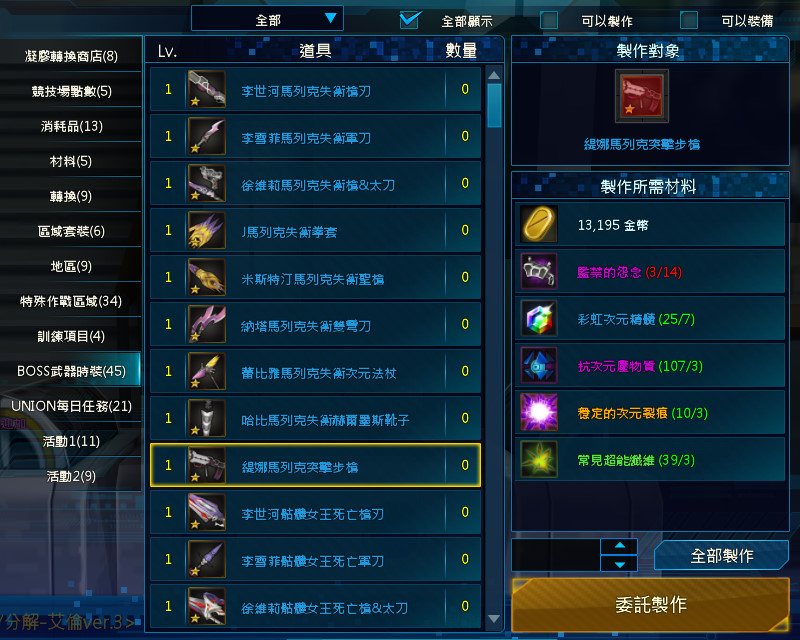 全部
全部顯示
可以製作
可以裝備
凝膠轉換商店(8)
競技場點數(5)
消耗品(13)
材料(5)
轉換(9)
區域套裝(6)
地區(9)
特殊作戰區域(34)
訓練項目(4)
BOSS武器時裝(45)
UNION每日任務(21)
活動1(11)
活動2(9)
/分解-艾倫ver.3>
Lv. 道具 數量
1 李世河馬列克失衡槍刃 0
1 李雪菲馬列克失衡軍刀 0
1 徐維莉馬列克失衡槍&太刀 0
1 J馬列克失衡拳套 0
1 米斯特汀馬列克失衡聖槍 0
1 納塔馬列克失衡雙彎刀 0
1 蕾比雅馬列克失衡次元法杖 0
1 哈比馬列克失衡赫爾墨斯靴子 0
1 緹娜馬列克突擊步槍 0
1 李世河骷髏女王死亡槍刃 0
1 李雪菲骷髏女王死亡軍刀 0
1 徐維莉骷髏女王死亡槍&太刀 0
製作對象
緹娜馬列克突擊步槍
製作所需材料
13,195 金幣
監禁的怨念 (3/14)
彩虹次元精髓 (25/7)
抗次元塵物質 (107/3)
穩定的次元裂痕 (10/3)
常見超能纖維 (39/3)
全部製作
委託製作